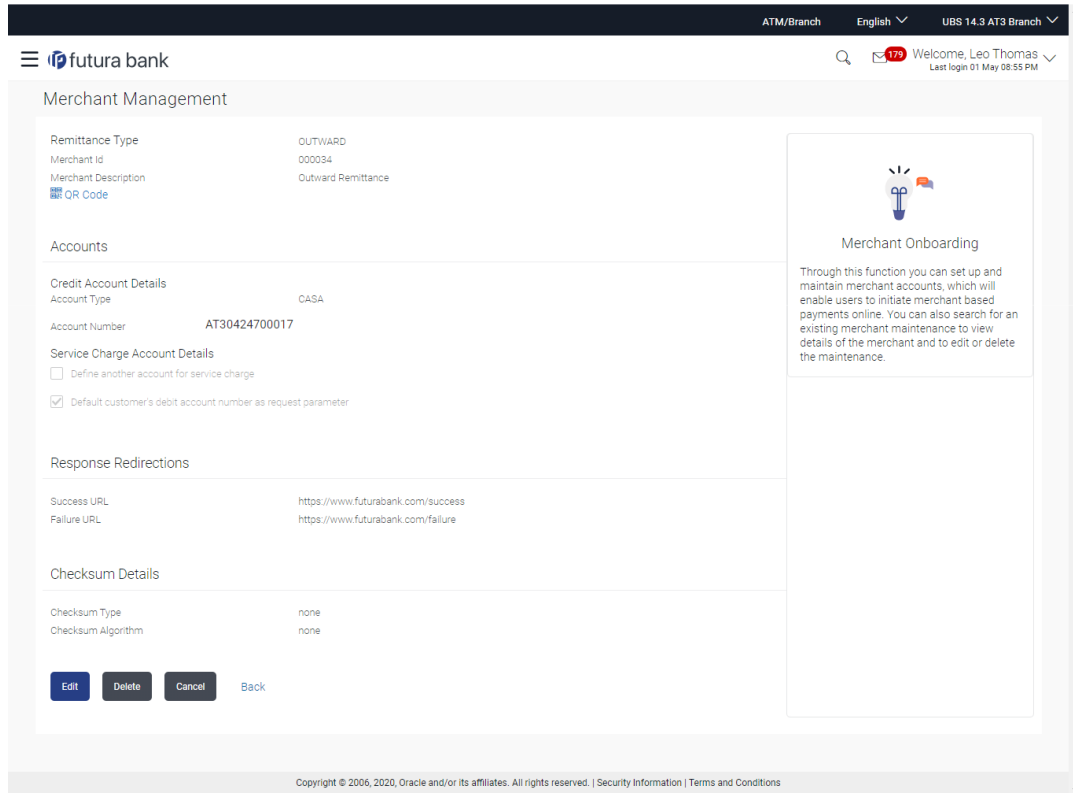 ATM/Branch English UBS 14.3 AT3 Branch
futura bank
179 Welcome, Leo Thomas
Last login 01 May 08:55 PM
Merchant Management
Remittance Type OUTWARD
Merchant Id 000034
Merchant Description Outward Remittance
QR Code
Accounts
Credit Account Details
Account Type CASA
Account Number AT30424700017
Service Charge Account Details
Define another account for service charge
Default customer's debit account number as request parameter
Response Redirections
Success URL https://www.futurabank.com/success
Failure URL https://www.futurabank.com/failure
Checksum Details
Checksum Type none
Checksum Algorithm none
Edit Delete Cancel Back
Merchant Onboarding
Through this function you can set up and
maintain merchant accounts, which will
enable users to initiate merchant based
payments online. You can also search for an
existing merchant maintenance to view
details of the merchant and to edit or delete
the maintenance.
Copyright © 2006, 2020, Oracle and/or its affiliates. All rights reserved. | Security Information | Terms and Conditions